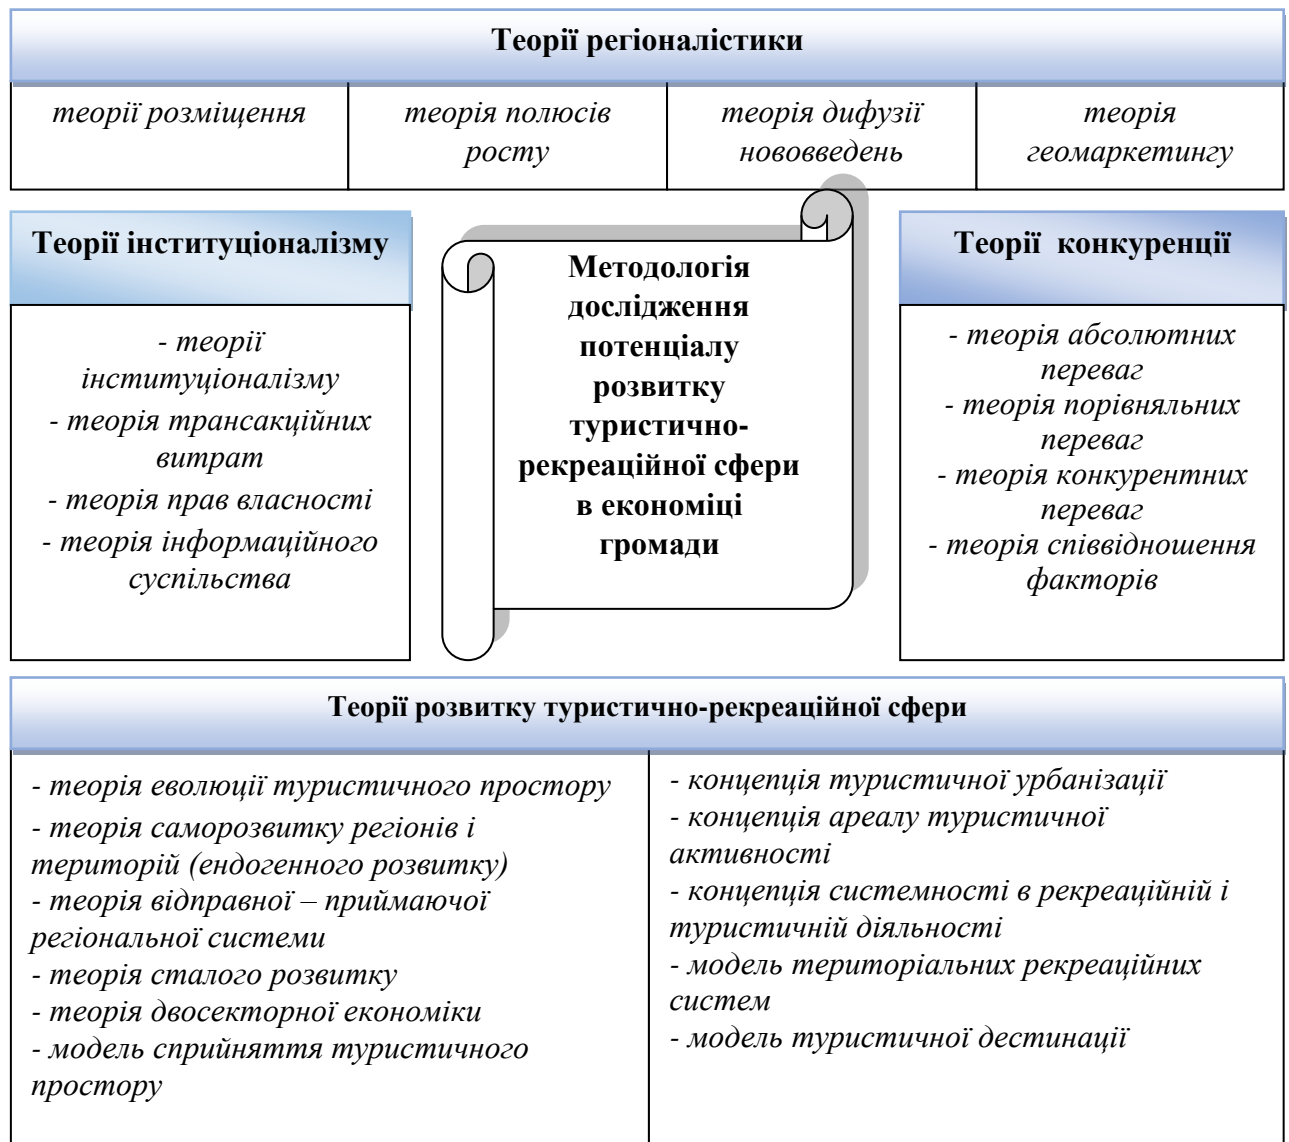 Теорії регіоналістики
теорії розміщення
теорія полюсів
росту
теорія дифузії
нововведень
теорія
геомаркетингу
Теорії інституціоналізму
- теорії
інституціоналізму
- теорія трансакційних
витрат
- теорія прав власності
- теорія інформаційного
суспільства
Методологія
дослідження
потенціалу
розвитку
туристично-
рекреаційної сфери
в економіці
громади
Теорії конкуренції
- теорія абсолютних
переваг
- теорія порівняльних
переваг
- теорія конкурентних
переваг
- теорія співвідношення
факторів
Теорії розвитку туристично-рекреаційної сфери
- теорія еволюції туристичного простору
- теорія саморозвитку регіонів і
територій (ендогенного розвитку)
- теорія відправної – приймаючої
регіональної системи
- теорія сталого розвитку
- теорія двосекторної економіки
- модель сприйняття туристичного
простору
- концепція туристичної урбанізації
- концепція ареалу туристичної
активності
- концепція системності в рекреаційній і
туристичній діяльності
- модель територіальних рекреаційних
систем
- модель туристичної дестинації